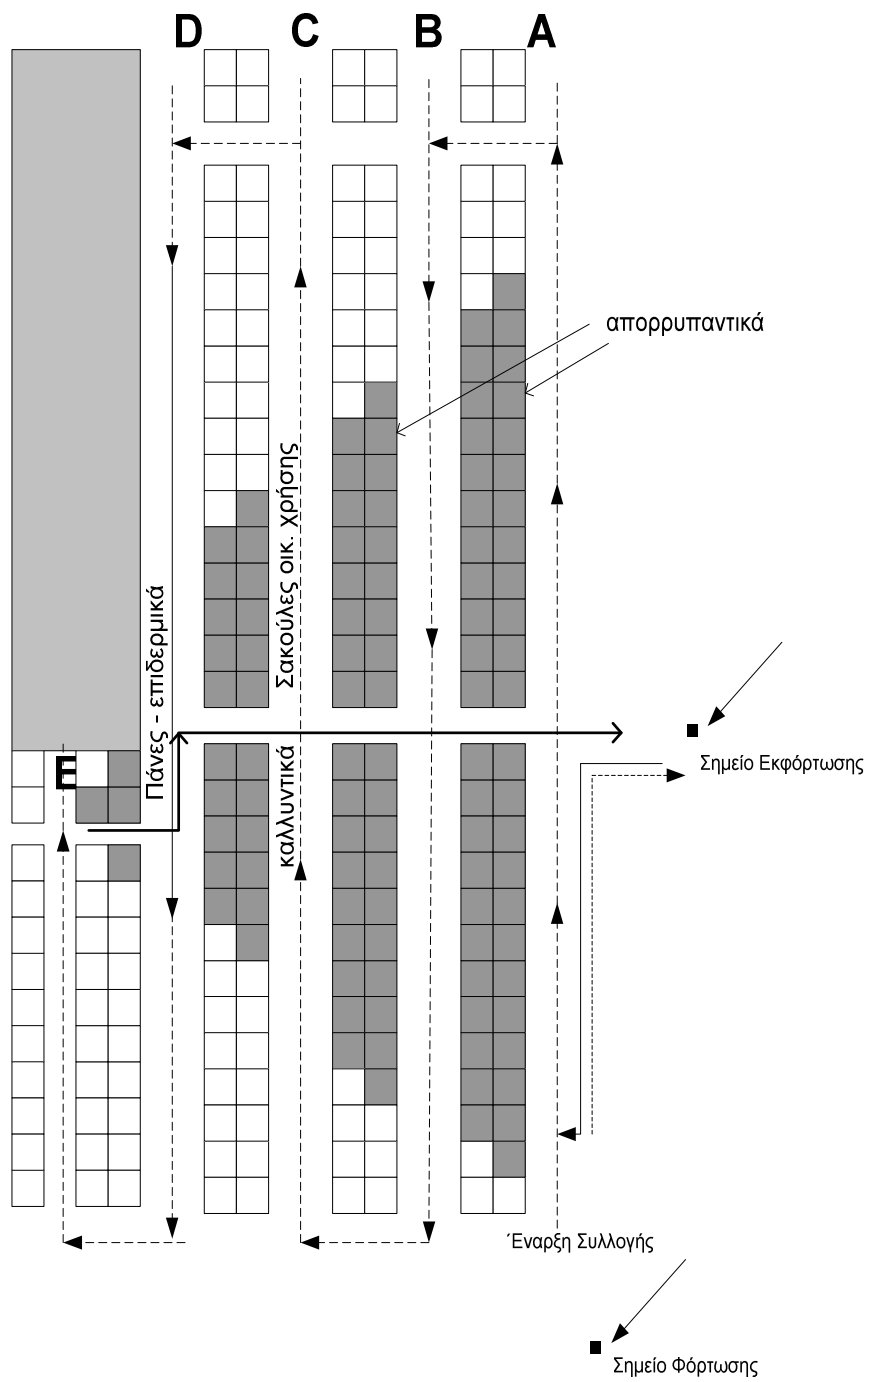 D C B A
απορρυπαντικά
Σακούλες οικ. χρήσης
Πάνες - επιδερμικά
καλλυντικά
E
Σημείο Εκφόρτωσης
Έναρξη Συλλογής
Σημείο Φόρτωσης